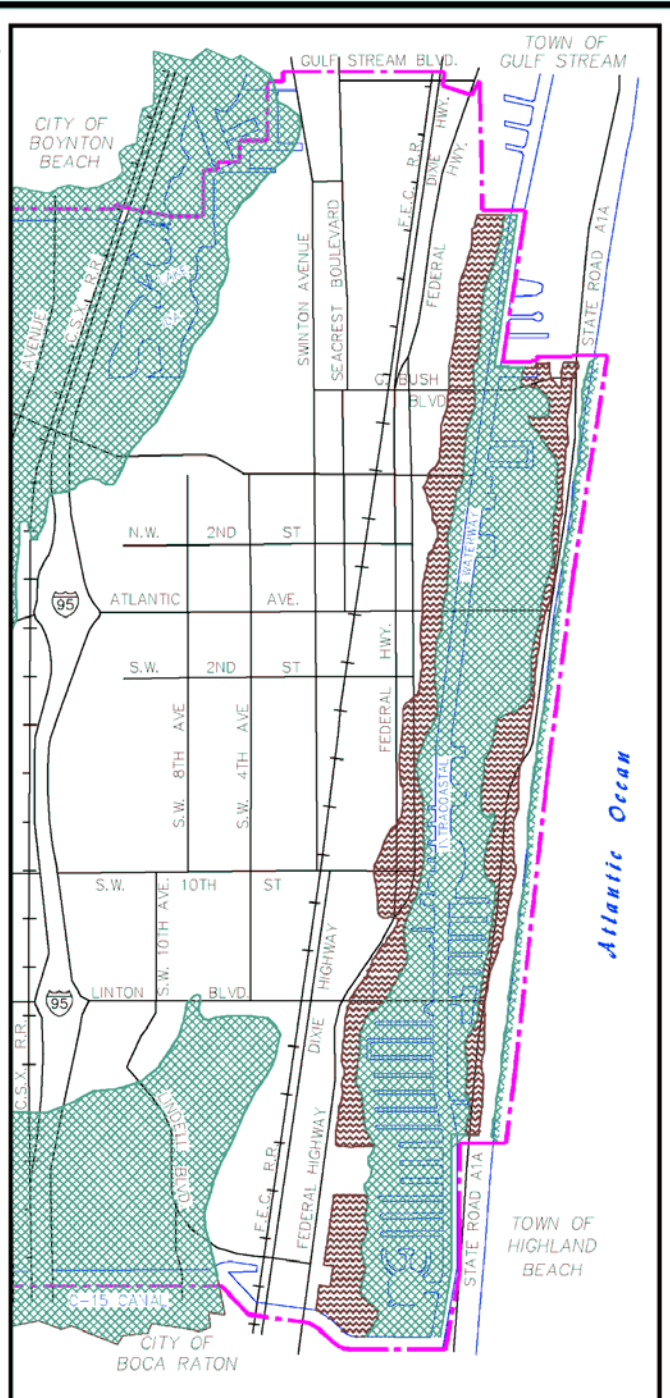 TOWN OF
GULF STREAM
GULF STREAM BLVD.
CITY OF
BOYNTON
BEACH
HWY.
DIXIE
HWY.
F.E.C. R.R.
FEDERAL
STATE ROAD A1A
SWINTON AVENUE
SEACREST BOULEVARD
C.S.X. R.R.
AVENUE
LAKE
IDA
G. BUSH
BLVD
N.W. 2ND ST
WATERWAY
95
ATLANTIC AVE.
S.W. 2ND ST
FEDERAL HWY.
S.W. 8TH AVE
S.W. 4TH AVE
INTRACOASTAL
Atlantic Ocean
S.W. 10TH ST
S.W. 10TH AVE.
DIXIE HIGHWAY
95
LINTON BLVD.
C.S.X. R.R.
LINDELL BLVD
F.E.C. R.R.
FEDERAL HIGHWAY
STATE ROAD A1A
TOWN OF
HIGHLAND
BEACH
C-15 CANAL
CITY OF
BOCA RATON